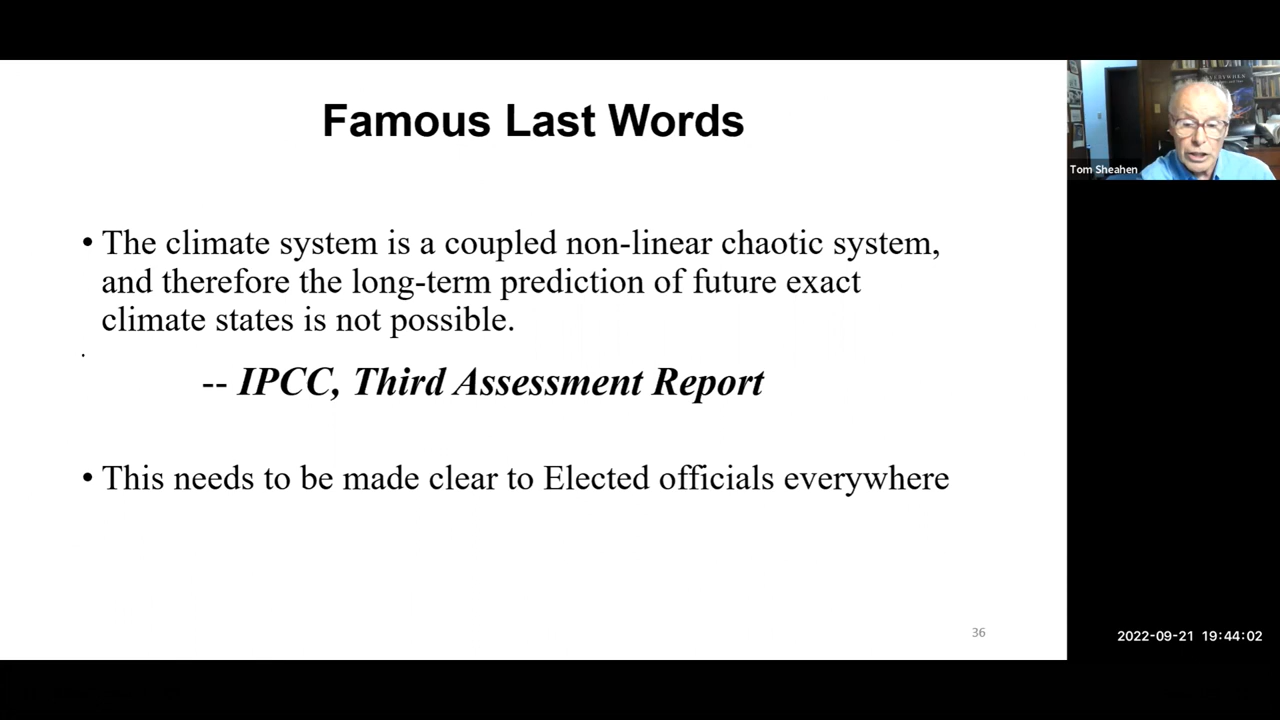 Famous Last Words
• The climate system is a coupled non-linear chaotic system,
and therefore the long-term prediction of future exact
climate states is not possible.
-- IPCC, Third Assessment Report
• This needs to be made clear to Elected officials everywhere
36
Tom Sheahen
2022-09-21 19:44:02